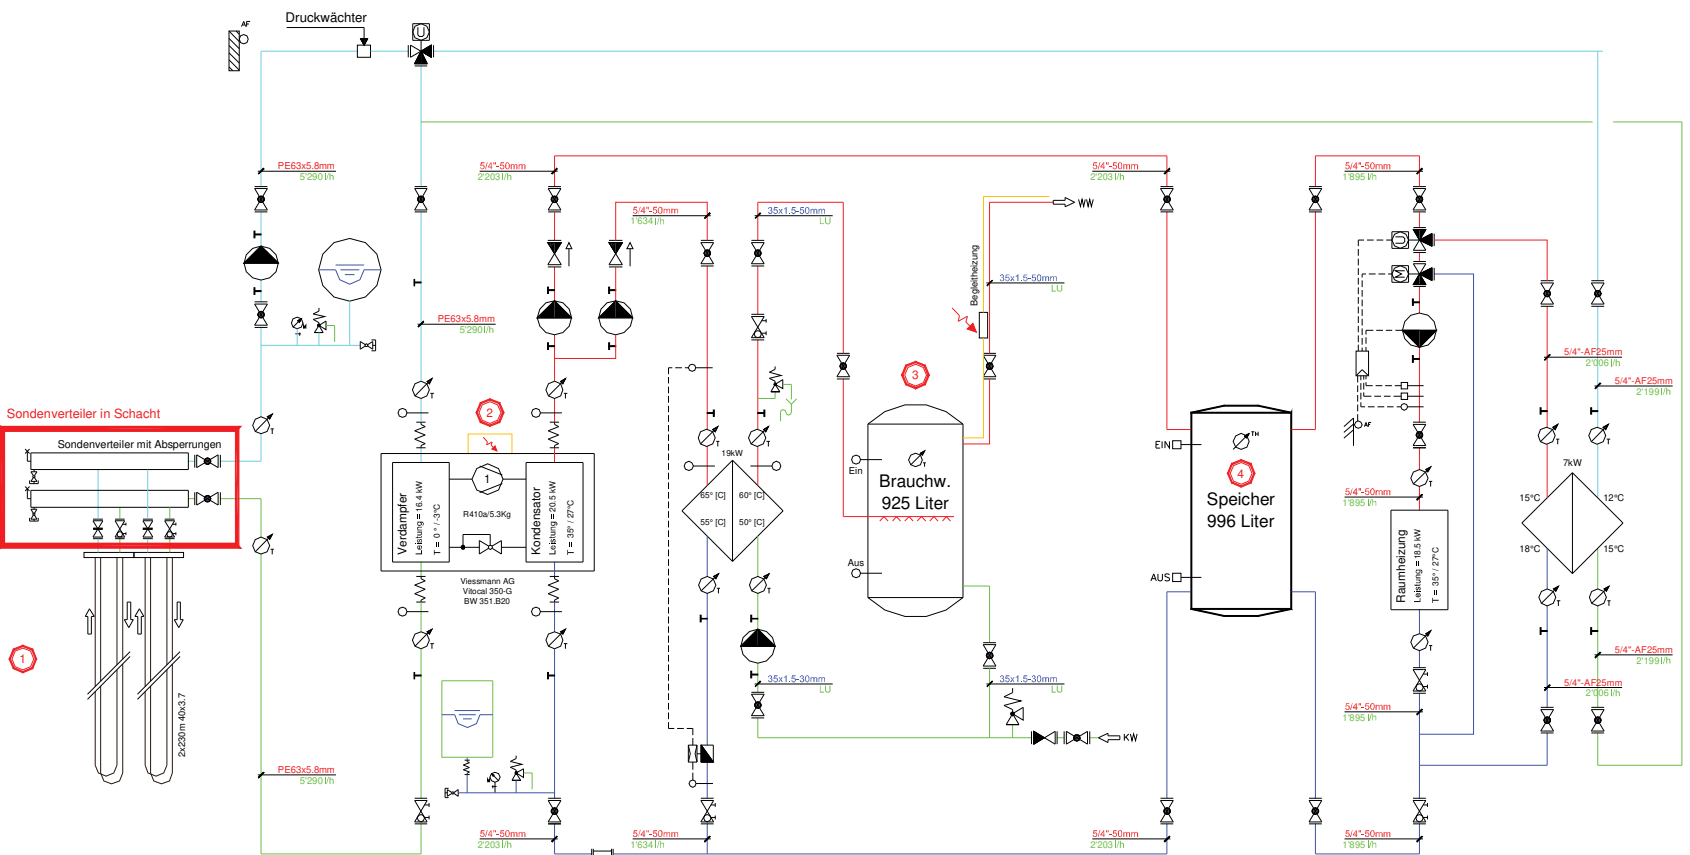 Druckwächter
AF
U
PE63x5.8mm
5'290 l/h
5/4"-50mm
2'203 l/h
5/4"-50mm
1'634 l/h
35x1.5-50mm
LU
5/4"-50mm
2'203 l/h
5/4"-50mm
1'895 l/h
WW
Begleitheizung
35x1.5-50mm
LU
PE63x5.8mm
5'290 l/h
U
M
AF
5/4"-AF25mm
2'006 l/h
5/4"-AF25mm
2'199 l/h
Sondenverteiler in Schacht
Sondenverteiler mit Absperrungen
1
2
3
4
Verdampfer
Leistung = 16.4 kW
T = 0° / -3°C
1
R410a/5.3Kg
Kondensator
Leistung = 20.5 kW
T = 35° / 27°C
Viessmann AG
Vitocal 350-G
BW 351.B20
19kW
65° [C]
60° [C]
55° [C]
50° [C]
Ein
Brauchw.
925 Liter
Aus
EIN
TH
Speicher
996 Liter
AUS
5/4"-50mm
1'895 l/h
Raumheizung
Leistung = 18.5 kW
T = 35° / 27°C
7kW
15°C
12°C
18°C
15°C
2x230m 40x3.7
35x1.5-30mm
LU
35x1.5-30mm
LU
KW
5/4"-AF25mm
2'199 l/h
5/4"-AF25mm
2'006 l/h
5/4"-50mm
1'895 l/h
PE63x5.8mm
5'290 l/h
5/4"-50mm
2'203 l/h
5/4"-50mm
1'634 l/h
5/4"-50mm
2'203 l/h
5/4"-50mm
1'895 l/h